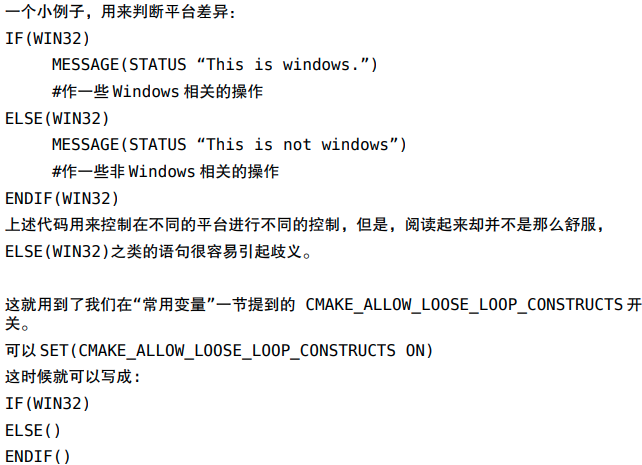 一个小例子，用来判断平台差异：
IF(WIN32)
MESSAGE(STATUS “This is windows.”)
#作一些 Windows 相关的操作
ELSE(WIN32)
MESSAGE(STATUS “This is not windows”)
#作一些非 Windows 相关的操作
ENDIF(WIN32)
上述代码用来控制在不同的平台进行不同的控制，但是，阅读起来却并不是那么舒服，
ELSE(WIN32)之类的语句很容易引起歧义。
这就用到了我们在“常用变量”一节提到的 CMAKE_ALLOW_LOOSE_LOOP_CONSTRUCTS 开
关。
可以 SET(CMAKE_ALLOW_LOOSE_LOOP_CONSTRUCTS ON)
这时候就可以写成：
IF(WIN32)
ELSE()
ENDIF()